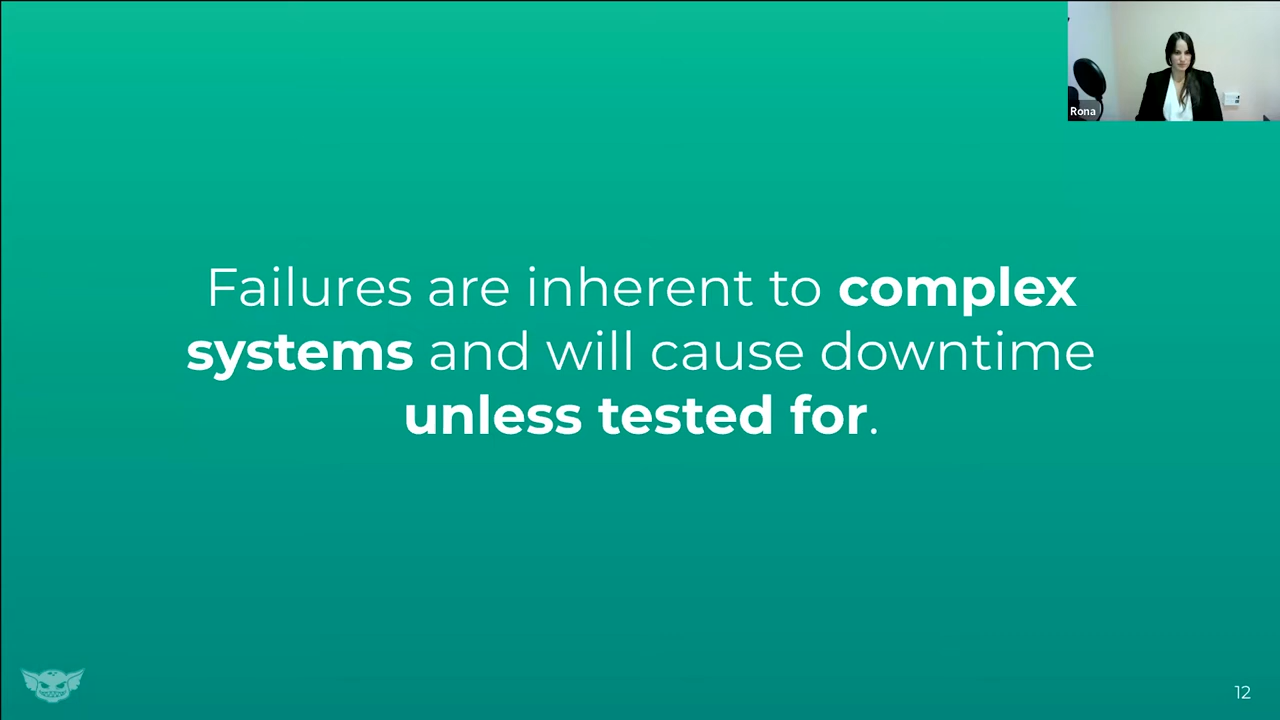 Rona
Failures are inherent to complex
systems and will cause downtime
unless tested for.
12